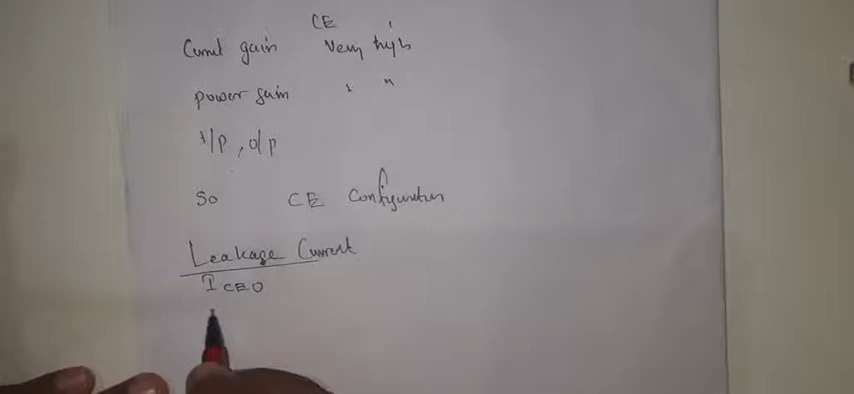 CE
Current gain Very high
power gain " "
I/P, O/P
So CE Configuration
Leakage Current
ICEO